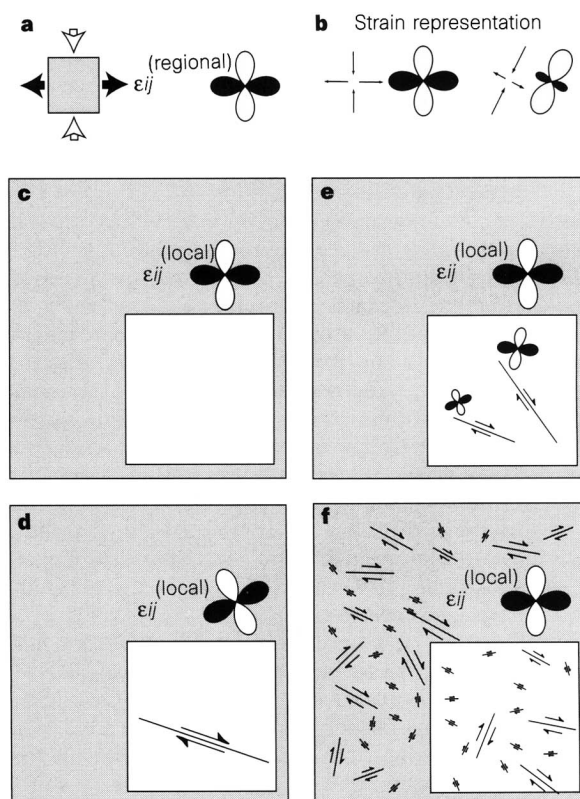 a
(regional)
εij
b Strain representation
c
(local)
εij
e
(local)
εij
d
(local)
εij
f
(local)
εij